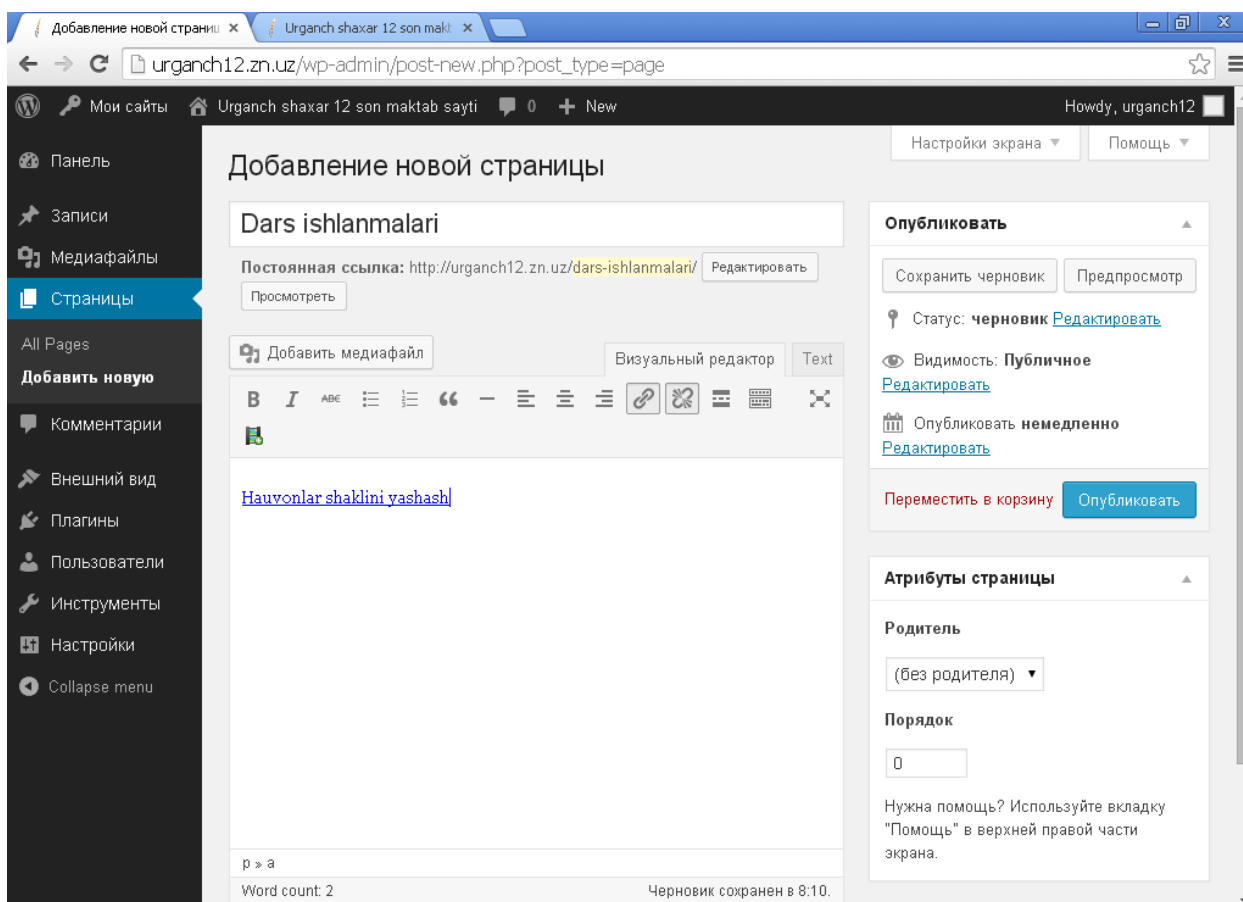 Добавление новой страниц
Urganch shaxar 12 son makt
urganch12.zn.uz/wp-admin/post-new.php?post_type=page
Мои сайты Urganch shaxar 12 son maktab sayti 0 New Howdy, urganch12
Настройки экрана Помощь
Панель
Записи
Медиафайлы
Страницы
All Pages
Добавить новую
Комментарии
Внешний вид
Плагины
Пользователи
Инструменты
Настройки
Collapse menu
Добавление новой страницы
Dars ishlanmalari
Постоянная ссылка: http://urganch12.zn.uz/dars-ishlanmalari/ Редактировать
Просмотреть
Добавить медиафайл
Визуальный редактор Text
B I ABE
Hauvonlar shaklini yashash
p » a
Word count: 2 Черновик сохранен в 8:10.
Опубликовать
Сохранить черновик Предпросмотр
Статус: черновик Редактировать
Видимость: Публичное
Редактировать
Опубликовать немедленно
Редактировать
Переместить в корзину Опубликовать
Атрибуты страницы
Родитель
(без родителя)
Порядок
0
Нужна помощь? Используйте вкладку
"Помощь" в верхней правой части
экрана.